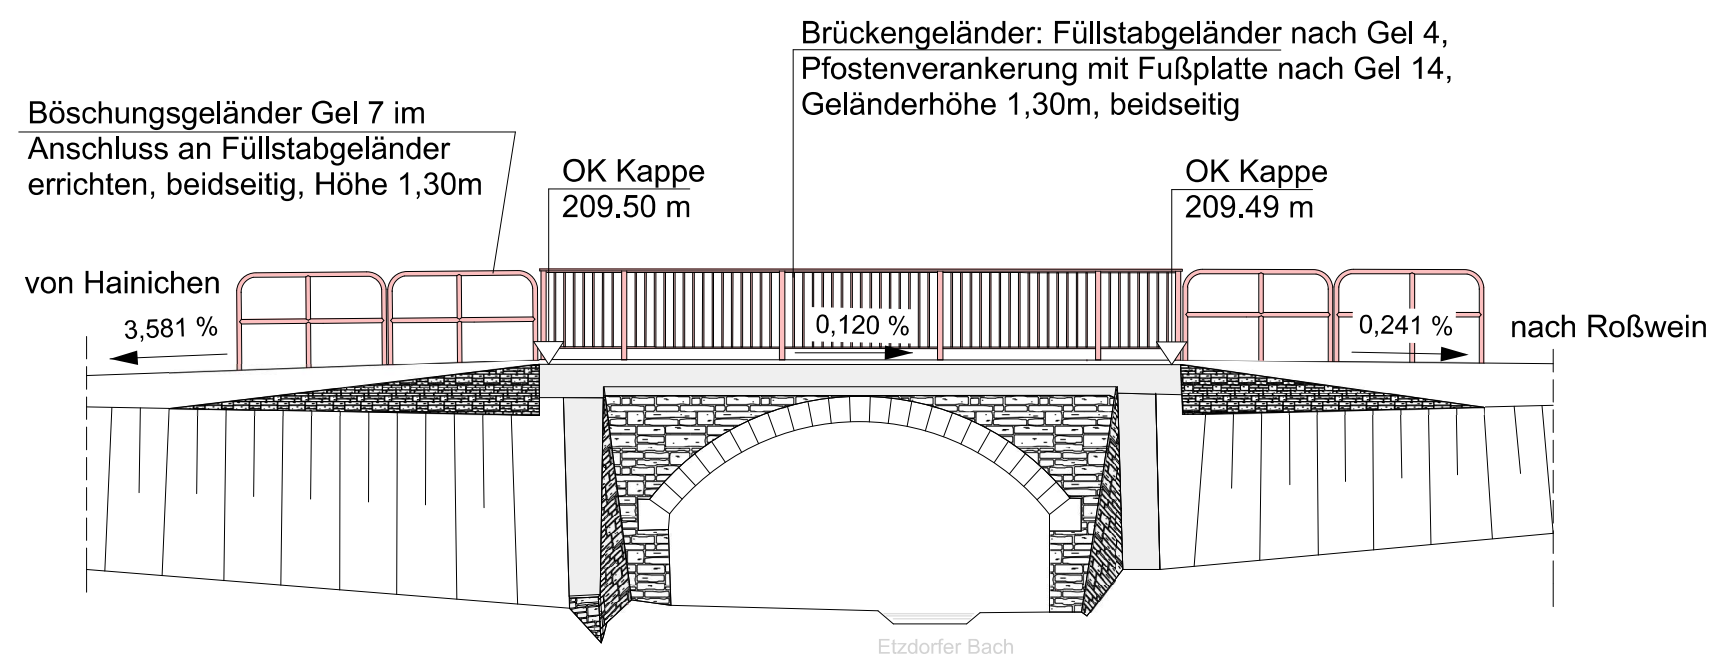 Brückengeländer: Füllstabgeländer nach Gel 4,
Pfostenverankerung mit Fußplatte nach Gel 14,
Geländerhöhe 1,30m, beidseitig
Böschungsgeländer Gel 7 im
Anschluss an Füllstabgeländer
errichten, beidseitig, Höhe 1,30m
OK Kappe
209.50 m
OK Kappe
209.49 m
von Hainichen
3,581 %
0,120 %
0,241 %
nach Roßwein
Etzdorfer Bach